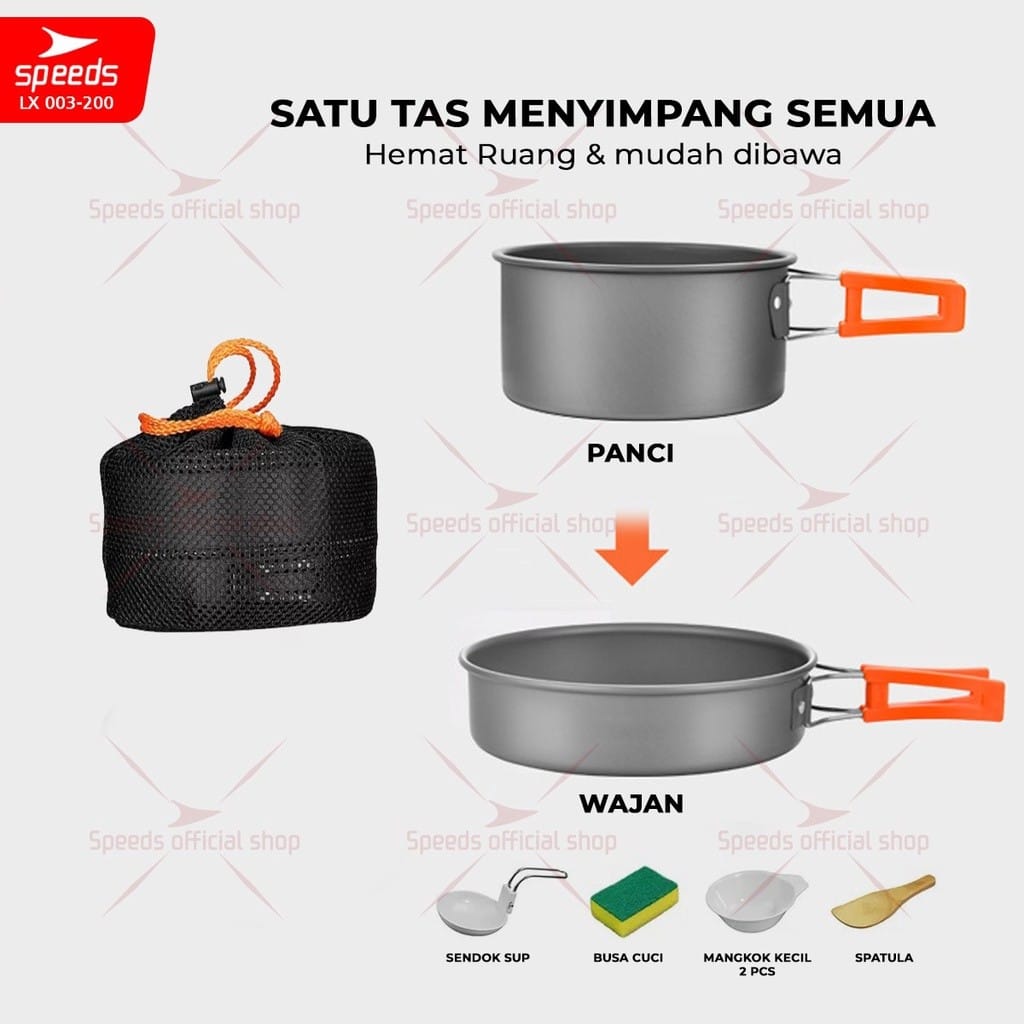 speeds
LX 003-200
SATU TAS MENYIMPANG SEMUA
Hemat Ruang & mudah dibawa
Speeds official shop
Speeds official shop
Speeds official shop
PANCI
Speeds official shop
Speeds official shop
Speeds official shop
WAJAN
Speeds official shop
Speeds official shop
Speeds official shop
SENDOK SUP
BUSA CUCI
MANGKOK KECIL
2 PCS
SPATULA